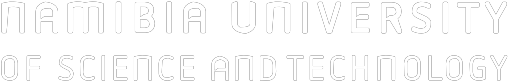 NAMIBIA UNIVERSITY
OF SCIENCE AND TECHNOLOGY